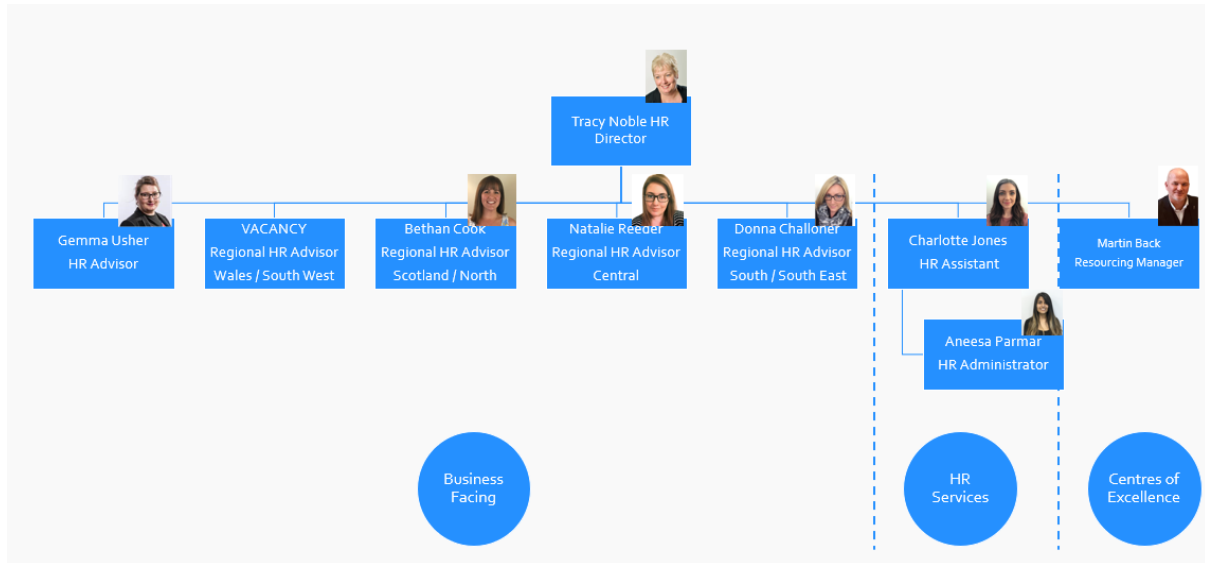 Tracy Noble HR
Director
Gemma Usher
HR Advisor
VACANCY
Regional HR Advisor
Wales / South West
Bethan Cook
Regional HR Advisor
Scotland / North
Natalie Reeder
Regional HR Advisor
Central
Donna Challoner
Regional HR Advisor
South / South East
Charlotte Jones
HR Assistant
Martin Back
Resourcing Manager
Aneesa Parmar
HR Administrator
Business
Facing
HR
Services
Centres of
Excellence